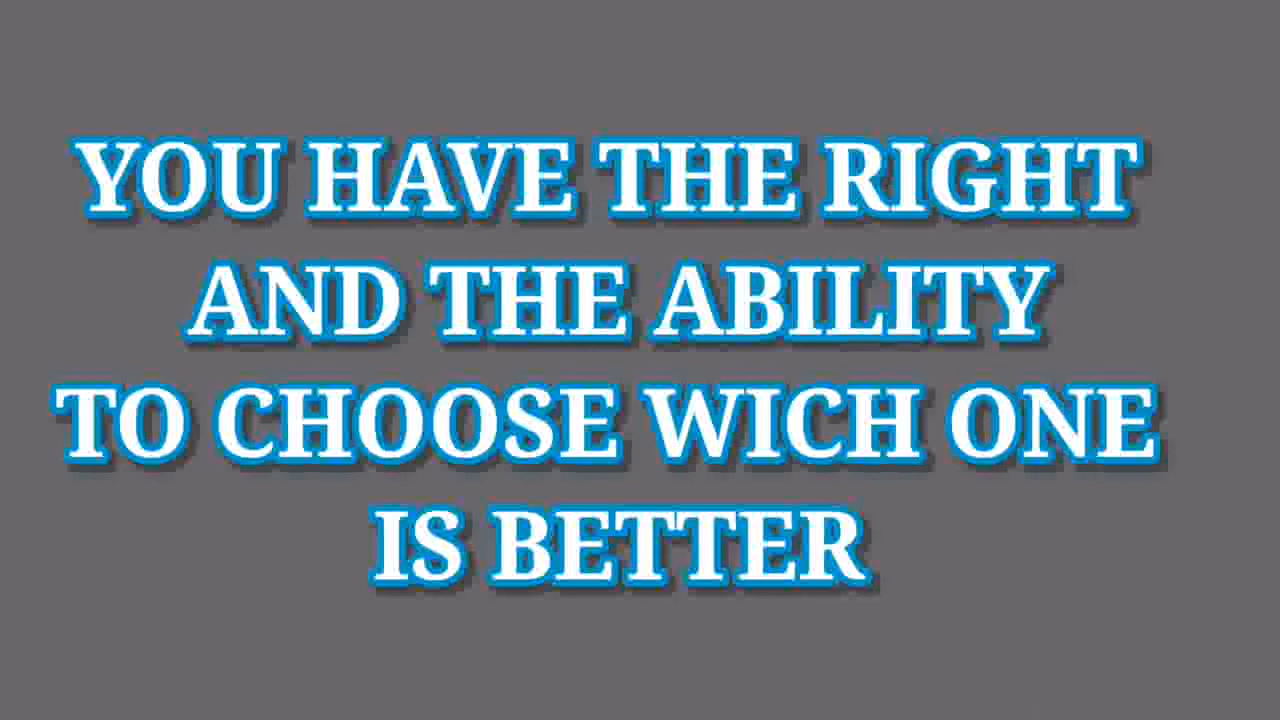 YOU HAVE THE RIGHT
AND THE ABILITY
TO CHOOSE WICH ONE
IS BETTER